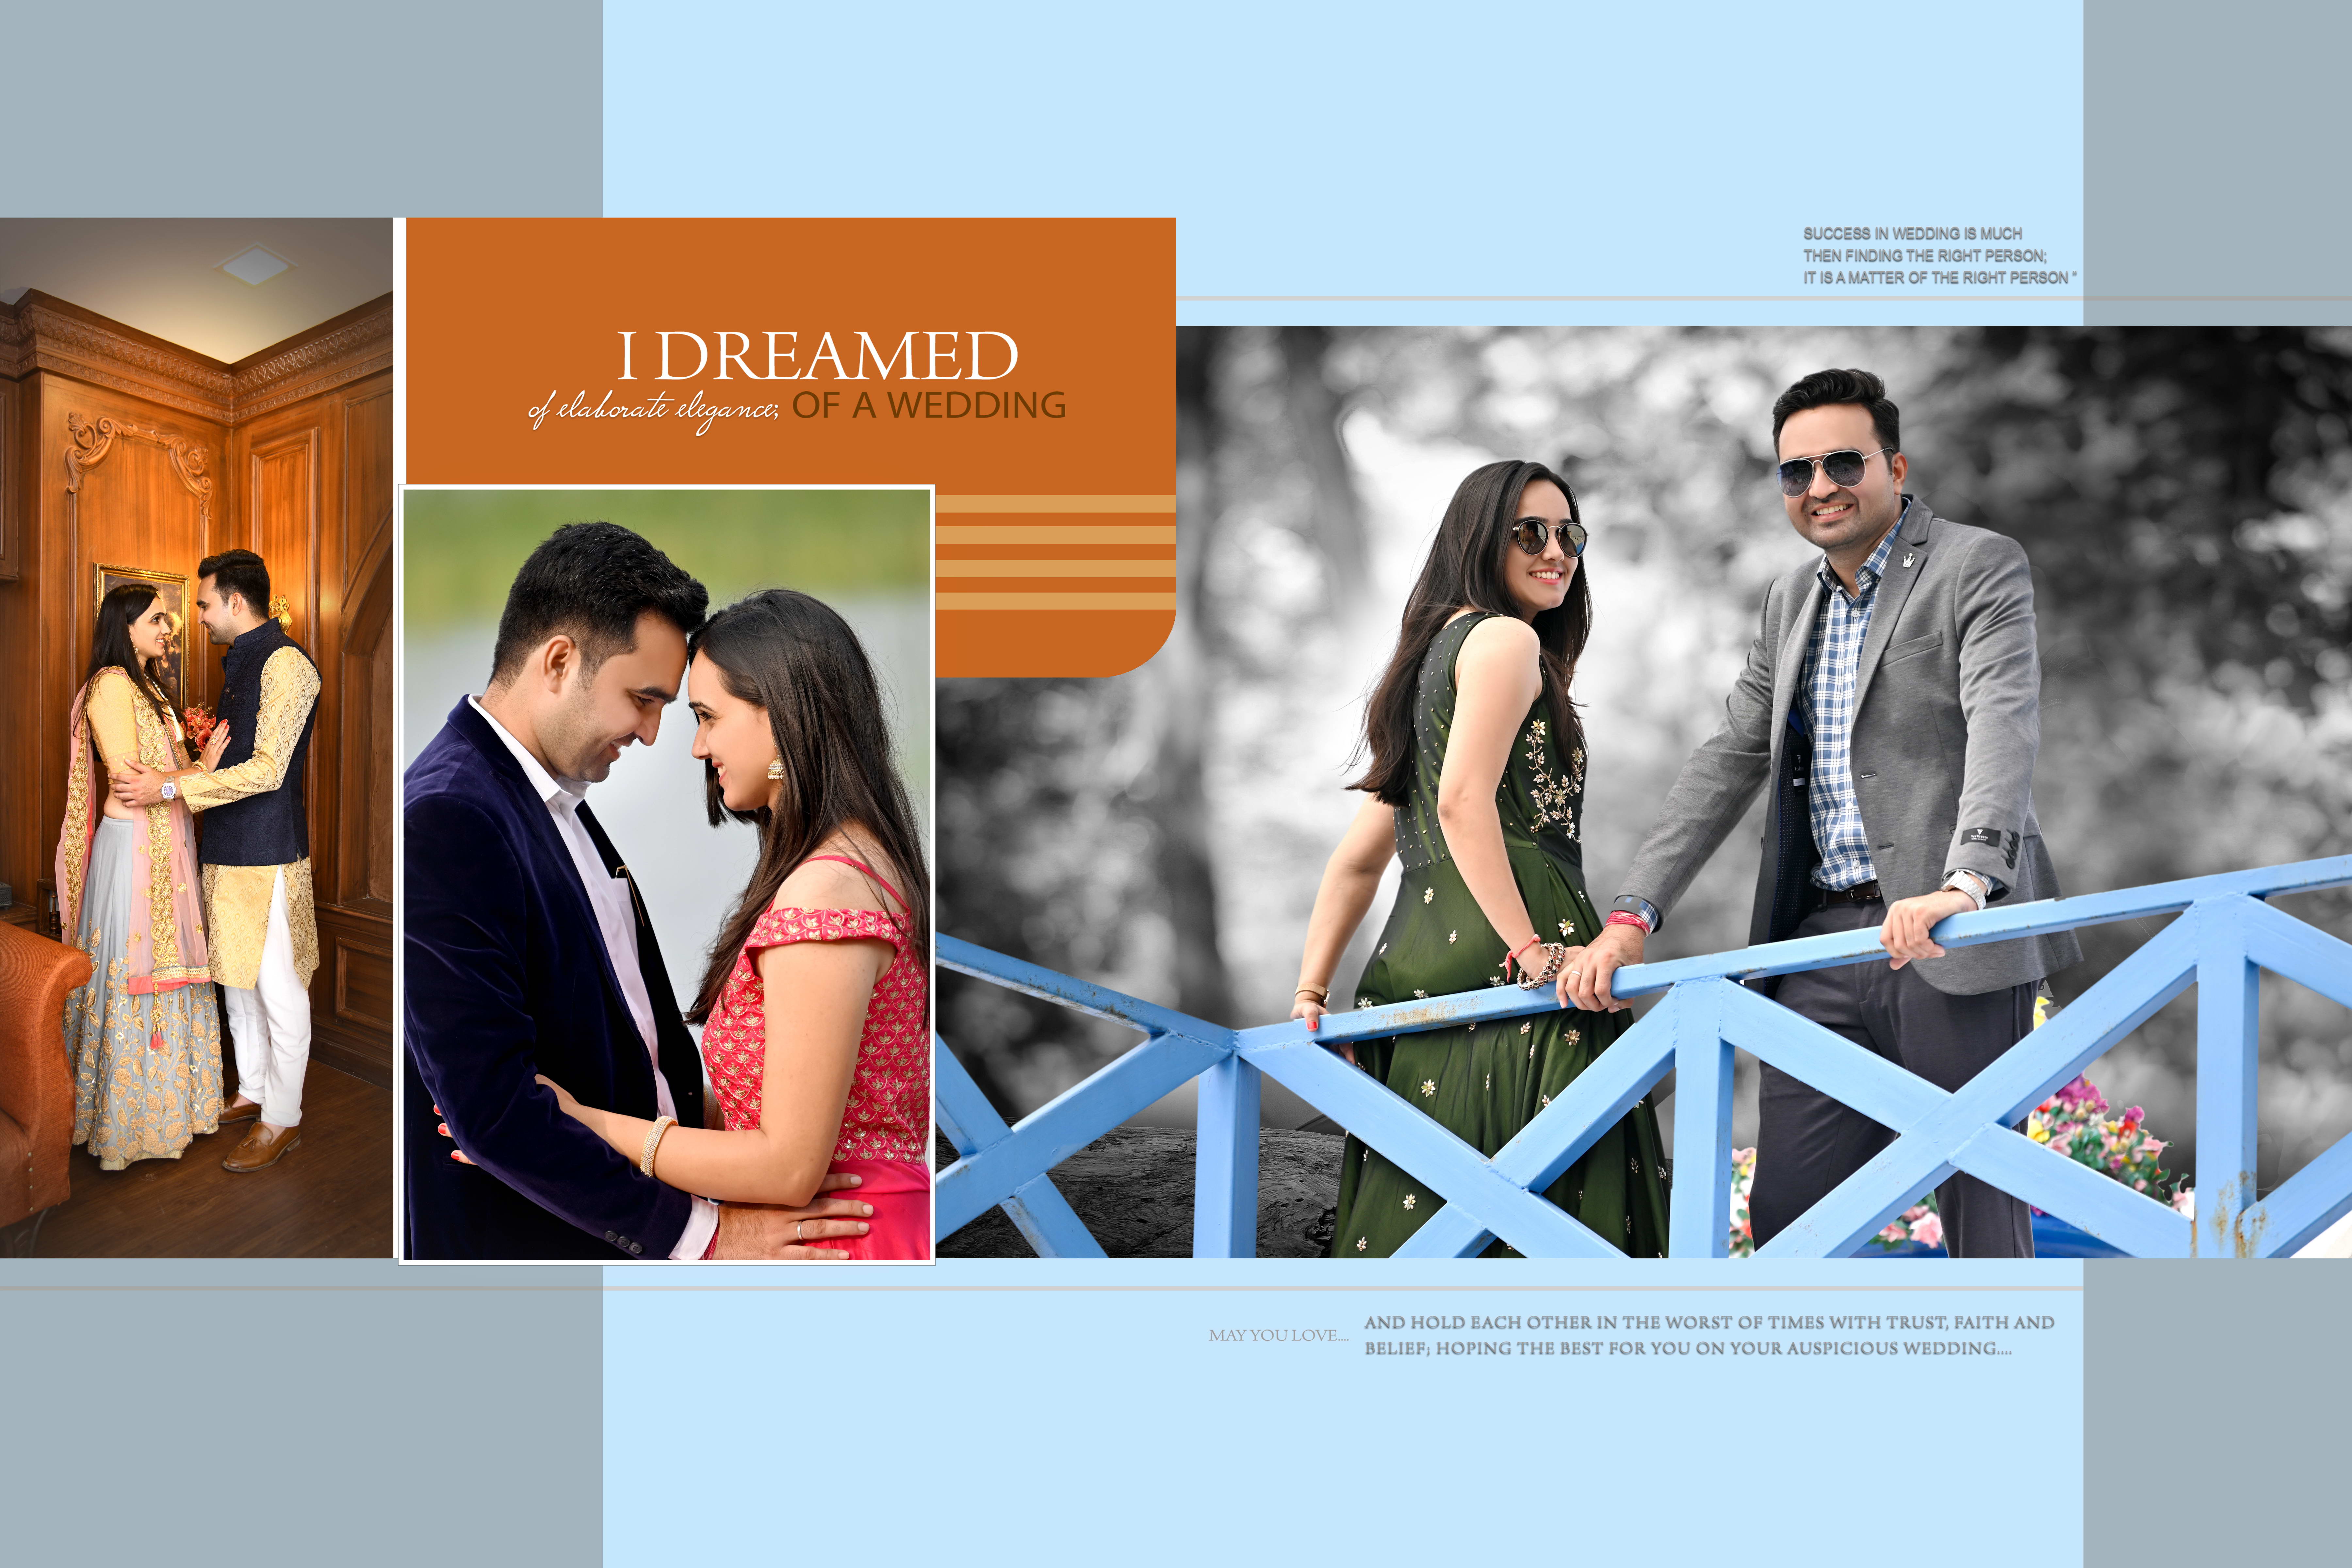 SUCCESS IN WEDDING IS MUCH
THEN FINDING THE RIGHT PERSON;
IT IS A MATTER OF THE RIGHT PERSON "
I DREAMED
of elaborate elegance; OF A WEDDING
MAY YOU LOVE.... AND HOLD EACH OTHER IN THE WORST OF TIMES WITH TRUST, FAITH AND
BELIEF; HOPING THE BEST FOR YOU ON YOUR AUSPICIOUS WEDDING....